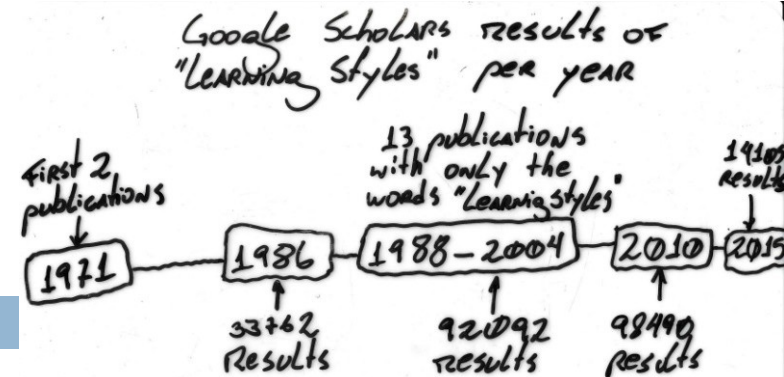 Google Scholars results of
"Learning Styles" per year
First 2
publications
13 publications
with only the
words "Learnig styles"
results
1971
1986
1988-2004
2010
33762
Results
92092
results
98490
results